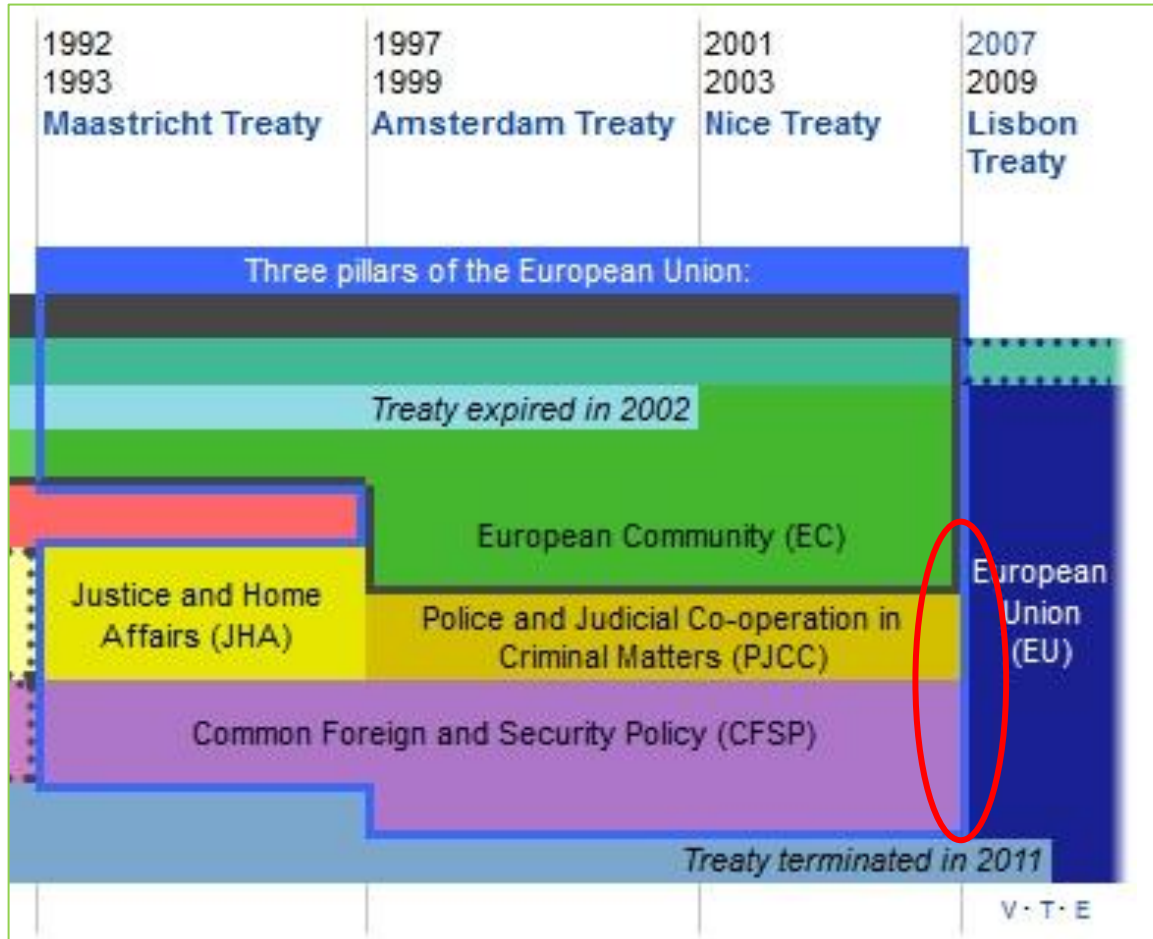 1992
1993
Maastricht Treaty
1997
1999
Amsterdam Treaty
2001
2003
Nice Treaty
2007
2009
Lisbon
Treaty
Three pillars of the European Union:
Treaty expired in 2002
European Community (EC)
Justice and Home
Affairs (JHA)
Police and Judicial Co-operation in
Criminal Matters (PJCC)
European
Union
(EU)
Common Foreign and Security Policy (CFSP)
Treaty terminated in 2011
V · T · E